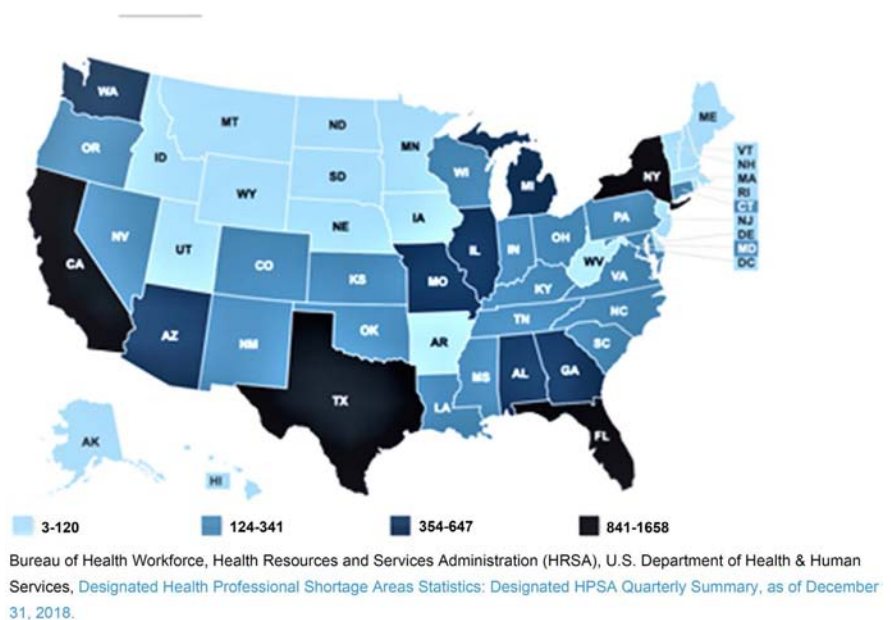 WA
MT
ND
MN
ME
OR
ID
SD
WI
MI
NY
VT
NH
MA
RI
CT
NJ
DE
MD
DC
WY
NE
IA
PA
NV
UT
CO
KS
MO
IL
IN
OH
WV
VA
KY
CA
AZ
NM
OK
AR
TN
NC
SC
MS
AL
GA
TX
LA
FL
AK
HI
3-120
124-341
354-647
841-1658
Bureau of Health Workforce, Health Resources and Services Administration (HRSA), U.S. Department of Health & Human
Services, Designated Health Professional Shortage Areas Statistics: Designated HPSA Quarterly Summary, as of December
31, 2018.